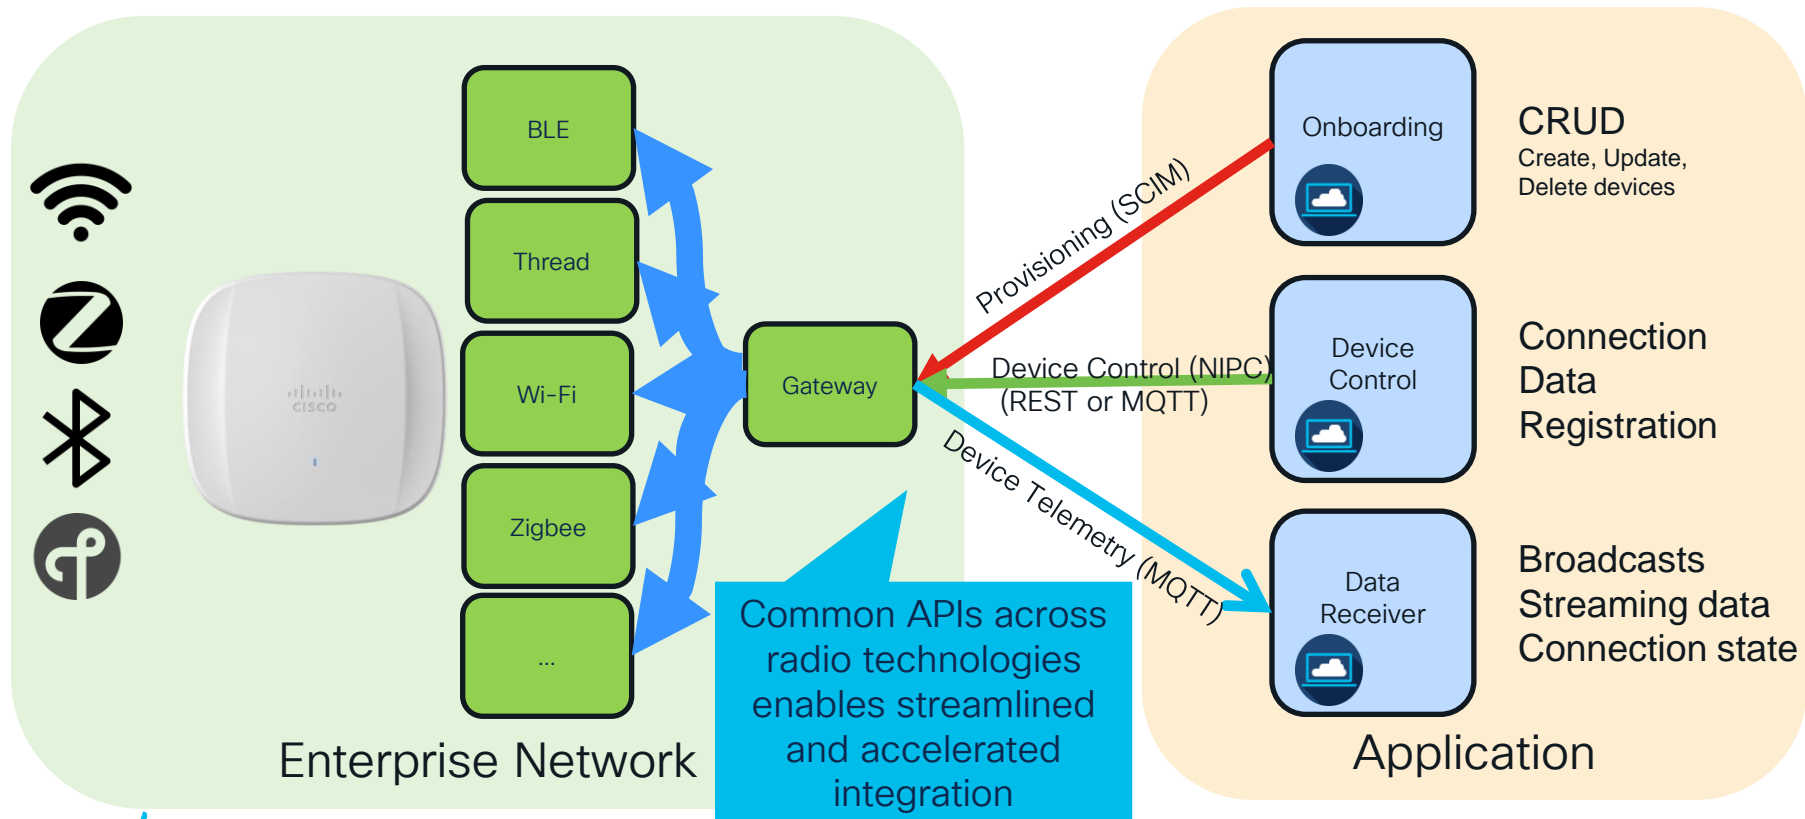 BLE
Thread
Wi-Fi
Zigbee
...
CISCO
Gateway
Enterprise Network
Provisioning (SCIM)
Device Control (NIPC)
(REST or MQTT)
Device Telemetry (MQTT)
Common APIs across
radio technologies
enables streamlined
and accelerated
integration
Onboarding
CRUD
Create, Update,
Delete devices
Device
Control
Connection
Data
Registration
Data
Receiver
Broadcasts
Streaming data
Connection state
Application